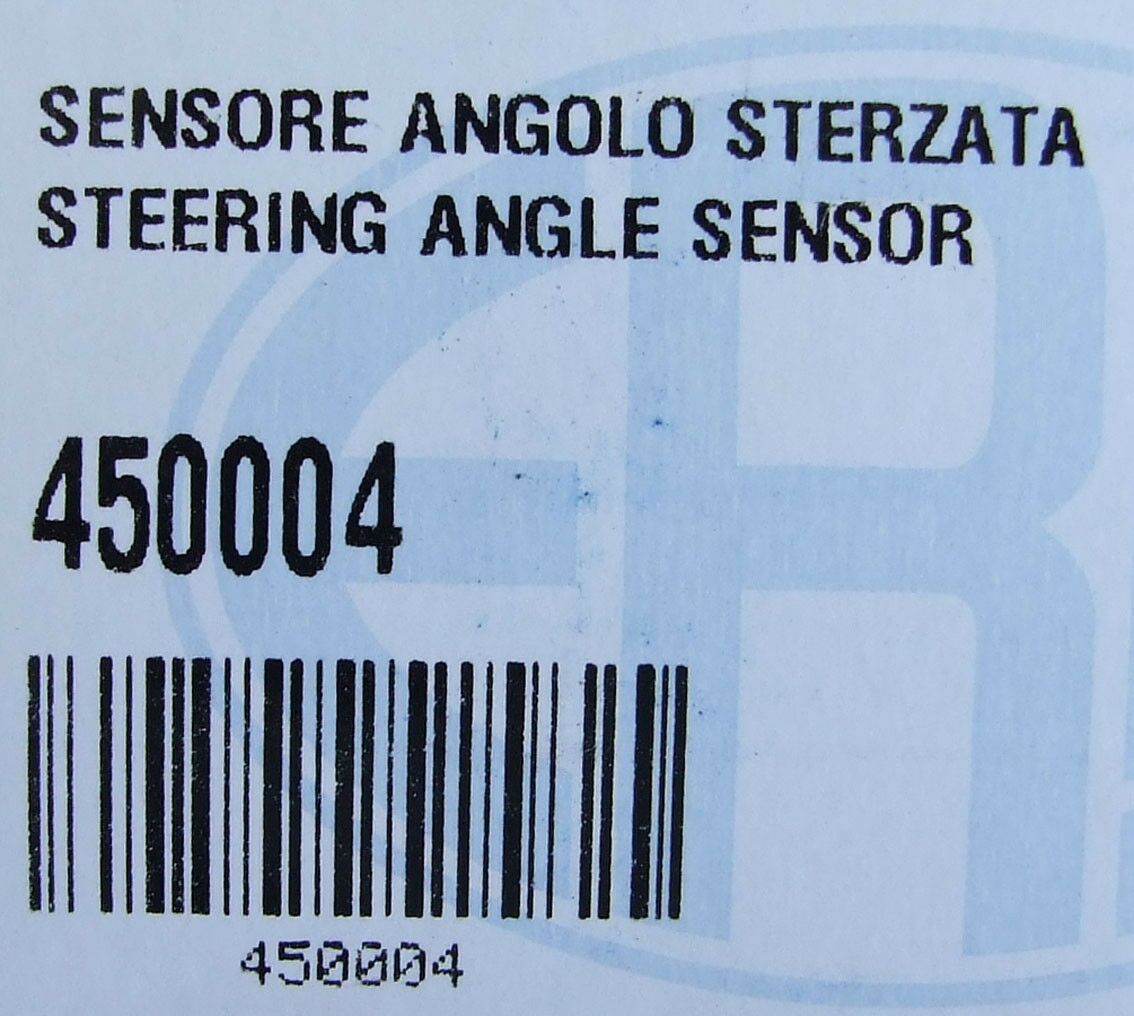 SENSORE ANGOLO STERZATA
STEERING ANGLE SENSOR
450004
450004